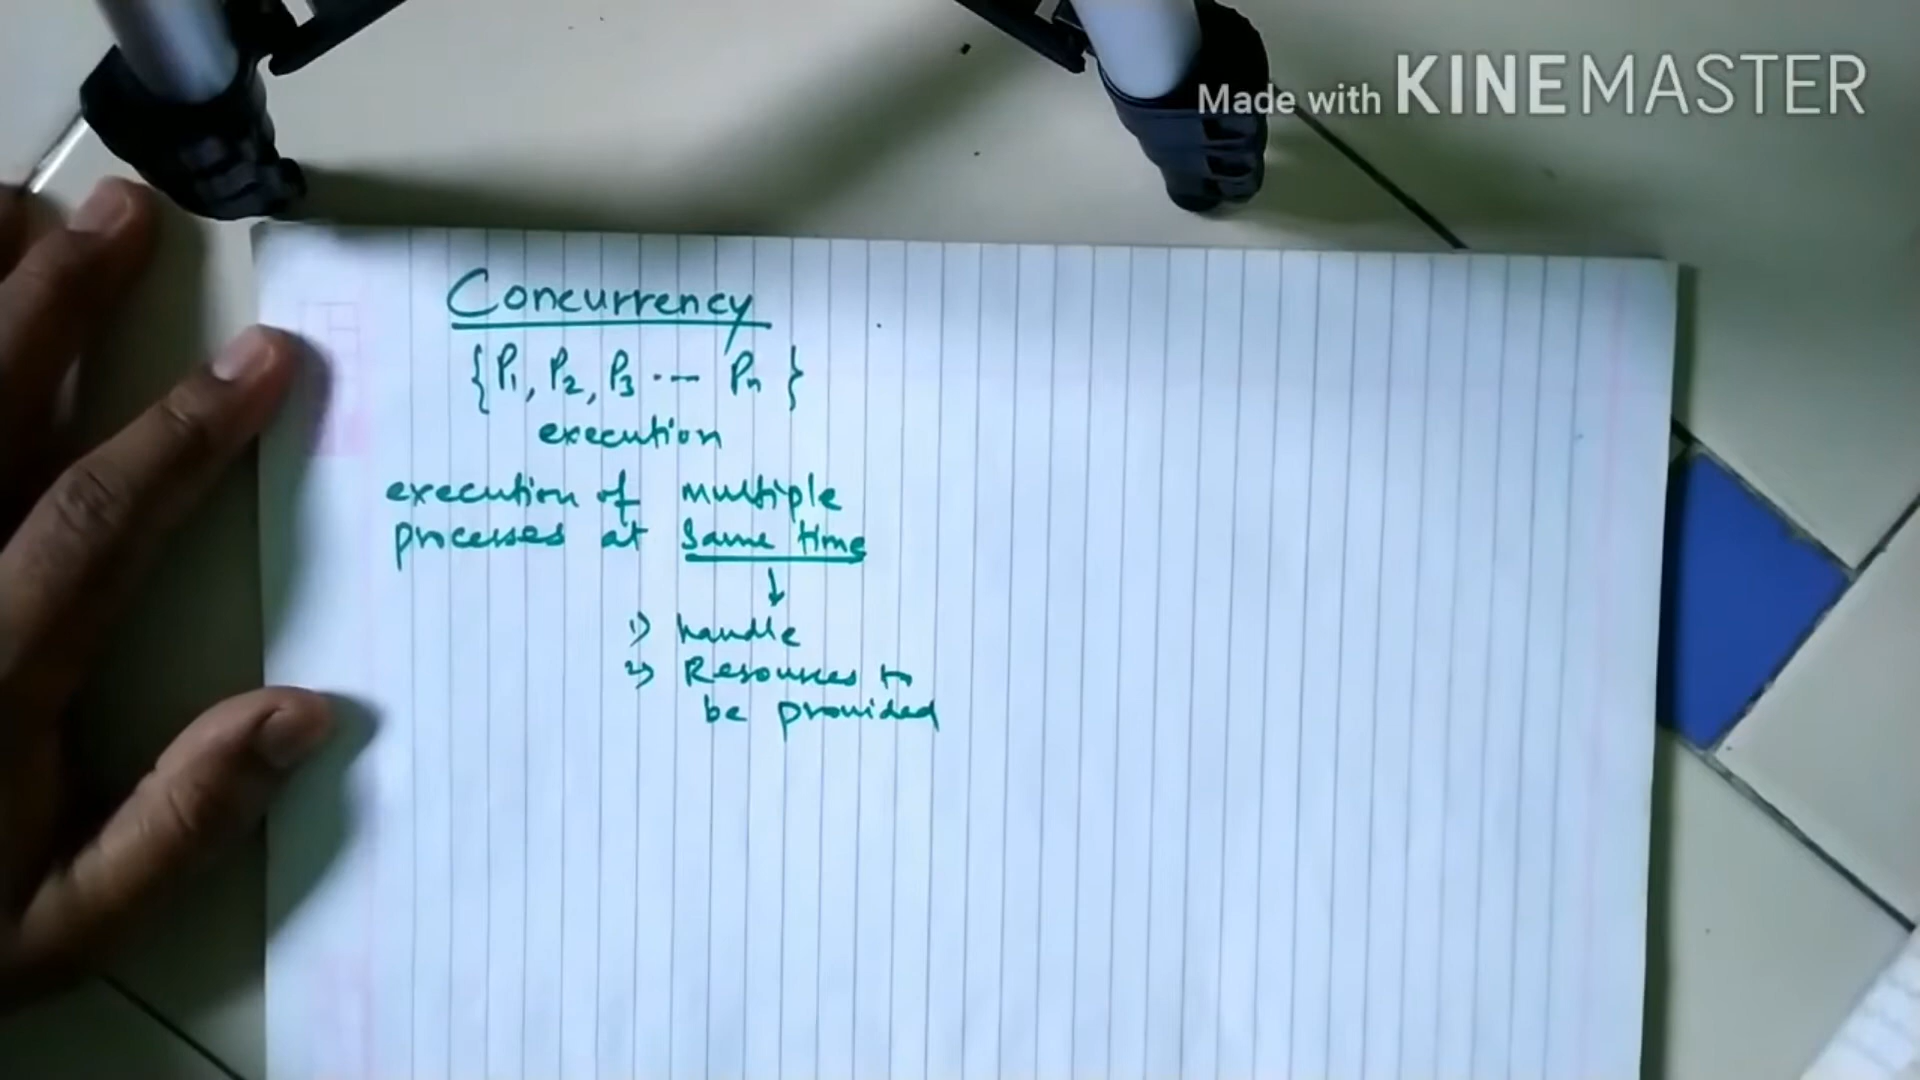 Made with KINEMASTER
Concurrency
{P1, P2, P3 ·-- Pn }
execution
execution of multiple
processes at same time
↓
1) handle
2) Resources to
be provided